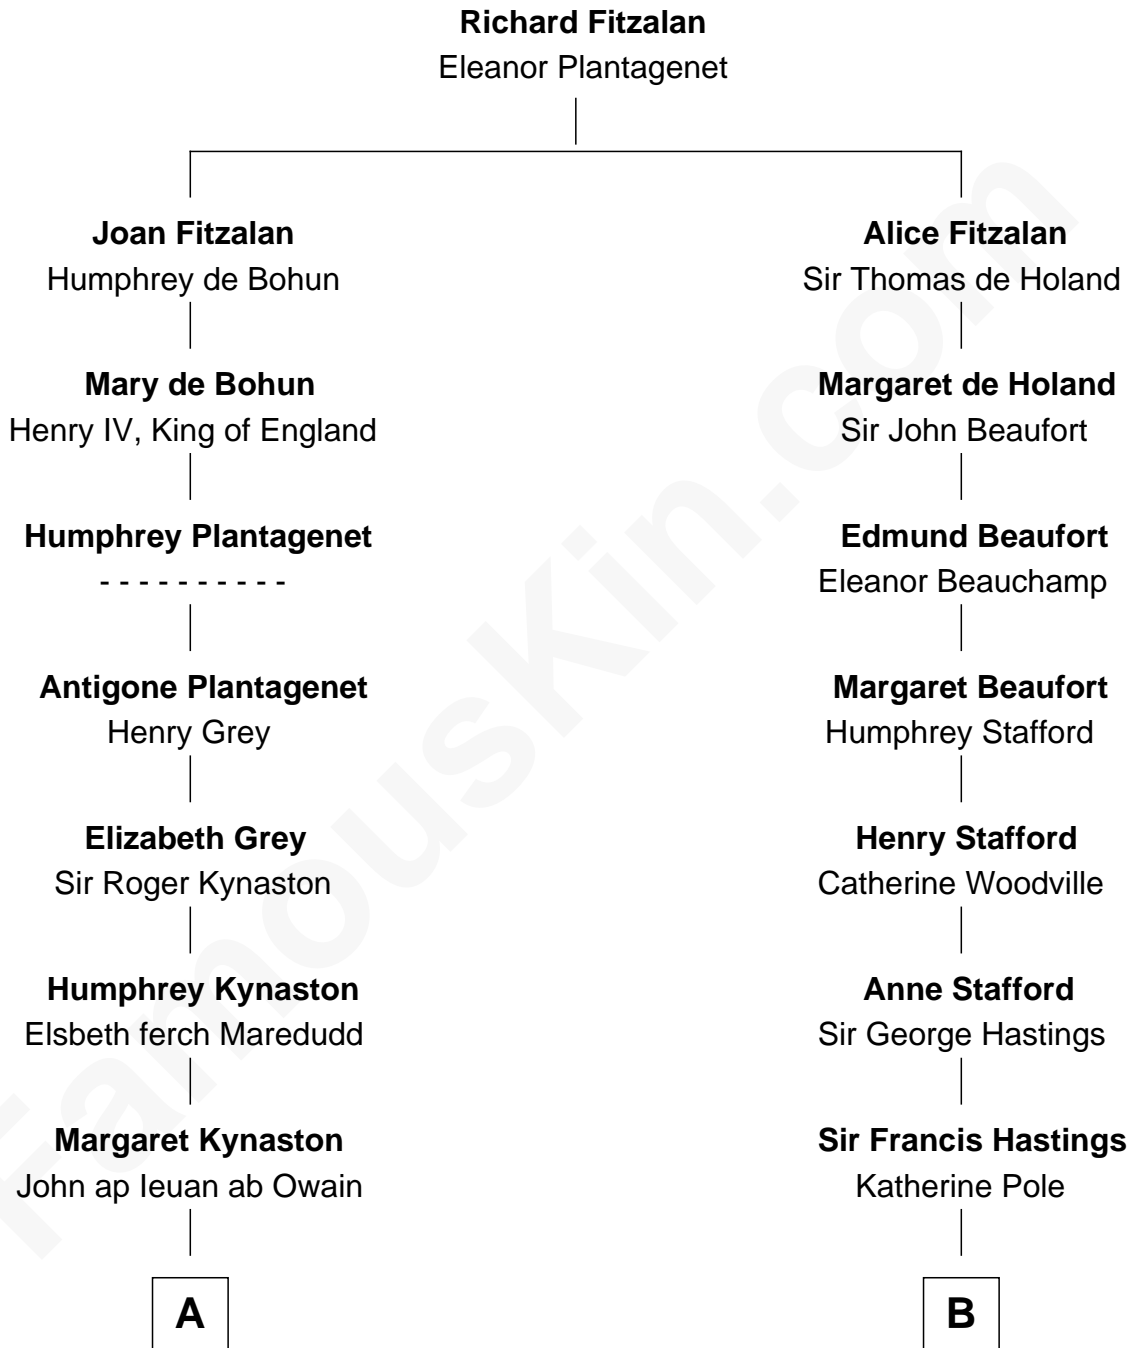 Richard Fitzalan
Eleanor Plantagenet
Joan Fitzalan
Humphrey de Bohun
Alice Fitzalan
Sir Thomas de Holand
Mary de Bohun
Henry IV, King of England
Margaret de Holand
Sir John Beaufort
Humphrey Plantagenet
- - - - - - - - - -
Edmund Beaufort
Eleanor Beauchamp
Antigone Plantagenet
Henry Grey
Margaret Beaufort
Humphrey Stafford
Elizabeth Grey
Sir Roger Kynaston
Henry Stafford
Catherine Woodville
Humphrey Kynaston
Elsbeth ferch Maredudd
Anne Stafford
Sir George Hastings
Margaret Kynaston
John ap Ieuan ab Owain
Sir Francis Hastings
Katherine Pole
A
B
FamousKin.com